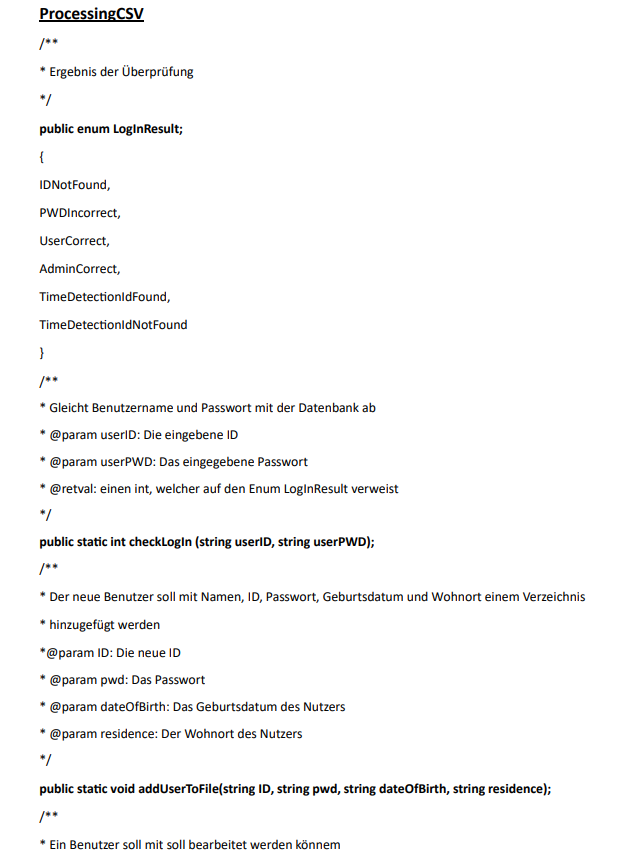 ProcessingCSV
/**
* Ergebnis der Überprüfung
*/
public enum LogInResult;
{
IDNotFound,
PWDIncorrect,
UserCorrect,
AdminCorrect,
TimeDetectionIdFound,
TimeDetectionIdNotFound
}
/**
* Gleicht Benutzername und Passwort mit der Datenbank ab
* @param userID: Die eingebene ID
* @param userPWD: Das eingegebene Passwort
* @retval: einen int, welcher auf den Enum LogInResult verweist
*/
public static int checkLogIn (string userID, string userPWD);
/**
* Der neue Benutzer soll mit Namen, ID, Passwort, Geburtsdatum und Wohnort einem Verzeichnis
* hinzugefügt werden
*@param ID: Die neue ID
* @param pwd: Das Passwort
* @param dateOfBirth: Das Geburtsdatum des Nutzers
* @param residence: Der Wohnort des Nutzers
*/
public static void addUserToFile(string ID, string pwd, string dateOfBirth, string residence);
/**
* Ein Benutzer soll mit soll bearbeitet werden könnem